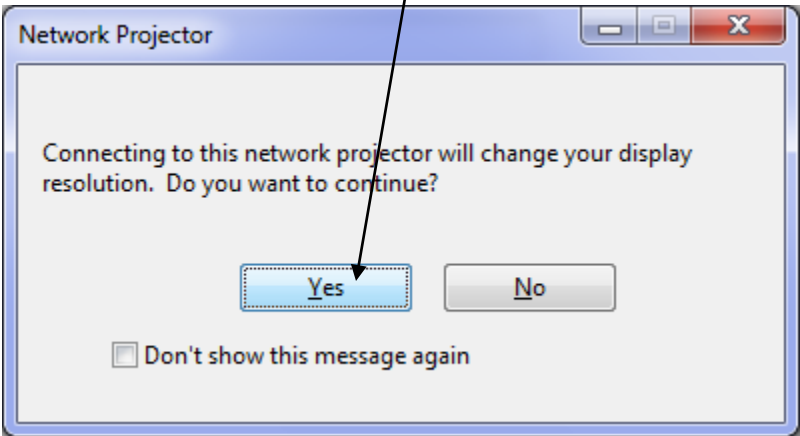 Network Projector
Connecting to this network projector will change your display
resolution.  Do you want to continue?
Yes
No
Don't show this message again